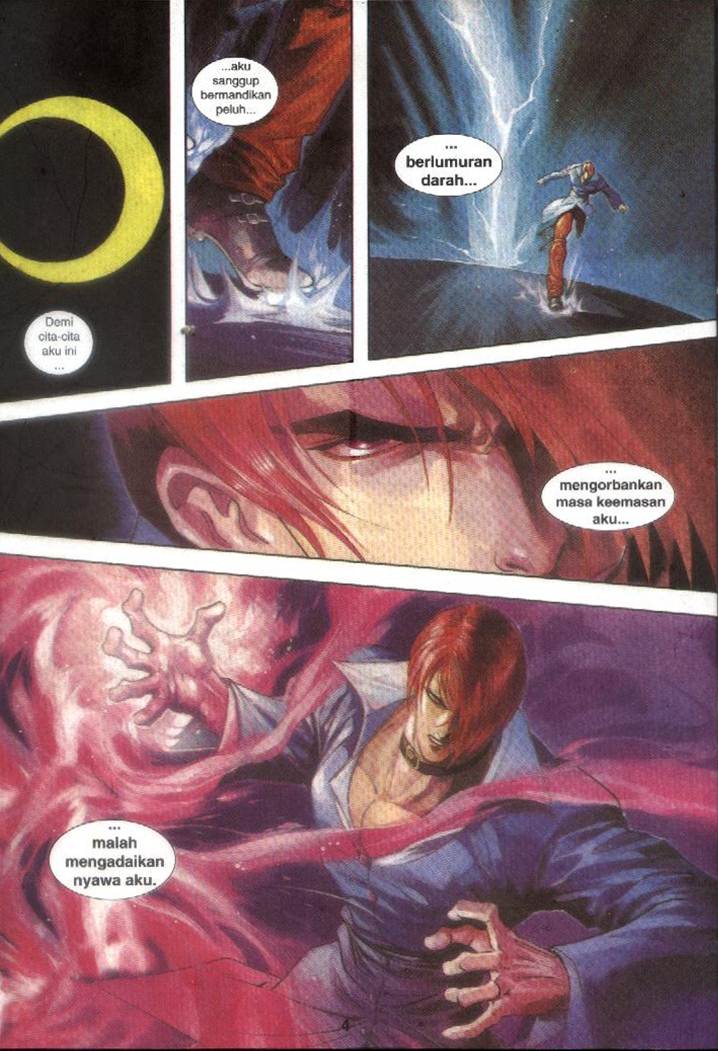 Demi
cita-cita
aku ini
...
...aku
sanggup
bermandikan
peluh...
...
berlumuran
darah...
...
mengorbankan
masa keemasan
aku...
...
malah
mengadaikan
nyawa aku.
4